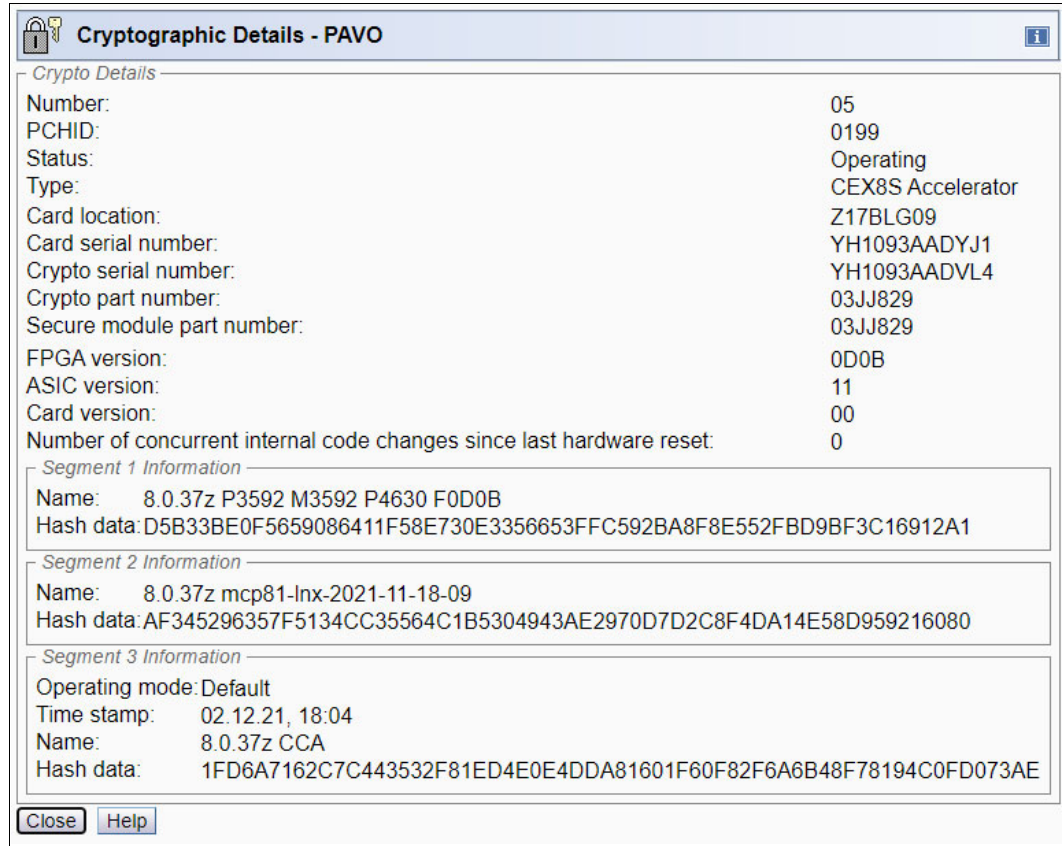 Cryptographic Details - PAVO
Crypto Details
Number: 05
PCHID: 0199
Status: Operating
Type: CEX8S Accelerator
Card location: Z17BLG09
Card serial number: YH1093AADYJ1
Crypto serial number: YH1093AADVL4
Crypto part number: 03JJ829
Secure module part number: 03JJ829
FPGA version: 0D0B
ASIC version: 11
Card version: 00
Number of concurrent internal code changes since last hardware reset: 0
Segment 1 Information
Name: 8.0.37z P3592 M3592 P4630 F0D0B
Hash data: D5B33BE0F5659086411F58E730E3356653FFC592BA8F8E552FBD9BF3C16912A1
Segment 2 Information
Name: 8.0.37z mcp81-lnx-2021-11-18-09
Hash data: AF345296357F5134CC35564C1B5304943AE2970D7D2C8F4DA14E58D959216080
Segment 3 Information
Operating mode: Default
Time stamp: 02.12.21, 18:04
Name: 8.0.37z CCA
Hash data: 1FD6A7162C7C443532F81ED4E0E4DDA81601F60F82F6A6B48F78194C0FD073AE
Close Help